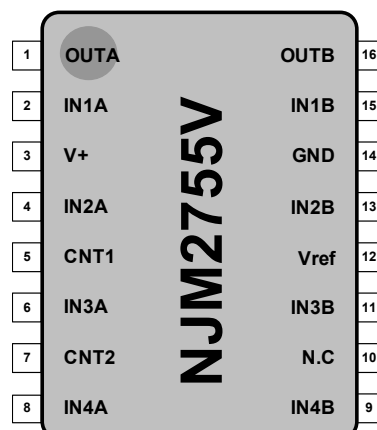 1 OUTA OUTB 16
2 IN1A IN1B 15
3 V+ GND 14
4 IN2A IN2B 13
5 CNT1 Vref 12
6 IN3A IN3B 11
7 CNT2 N.C 10
8 IN4A IN4B 9
NJM2755V